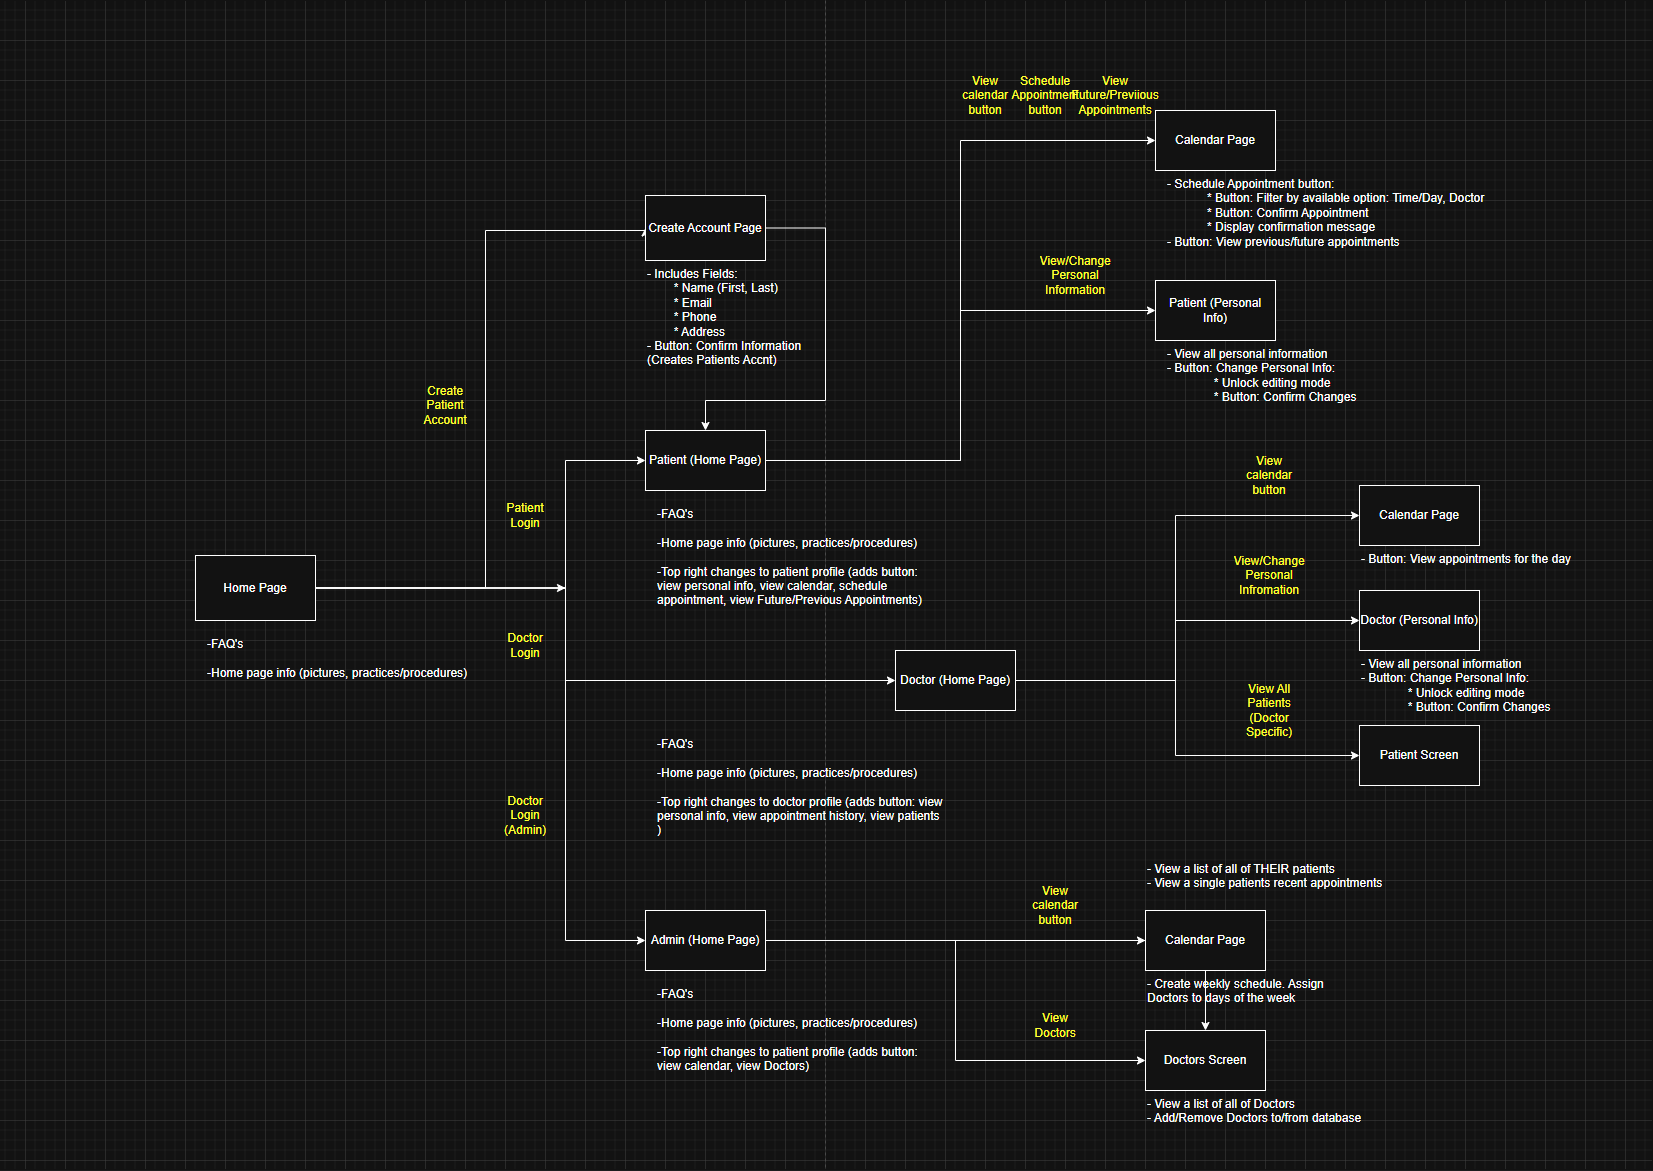 View
calendar
button
Schedule
Appointment
button
View
Future/Previious
Appointments
Calendar Page
- Schedule Appointment button:
* Button: Filter by available option: Time/Day, Doctor
* Button: Confirm Appointment
* Display confirmation message
- Button: View previous/future appointments
Create Account Page
- Includes Fields:
* Name (First, Last)
* Email
* Phone
* Address
- Button: Confirm Information
(Creates Patients Accnt)
View/Change
Personal
Information
Patient (Personal
Info)
- View all personal information
- Button: Change Personal Info:
* Unlock editing mode
* Button: Confirm Changes
Create
Patient
Account
Patient (Home Page)
-FAQ's
-Home page info (pictures, practices/procedures)
-Top right changes to patient profile (adds button:
view personal info, view calendar, schedule
appointment, view Future/Previous Appointments)
Patient
Login
Home Page
-FAQ's
-Home page info (pictures, practices/procedures)
Doctor
Login
View
calendar
button
Calendar Page
- Button: View appointments for the day
View/Change
Personal
Infromation
Doctor (Personal Info)
- View all personal information
- Button: Change Personal Info:
* Unlock editing mode
* Button: Confirm Changes
Doctor (Home Page)
View All
Patients
(Doctor
Specific)
Patient Screen
-FAQ's
-Home page info (pictures, practices/procedures)
-Top right changes to doctor profile (adds button: view
personal info, view appointment history, view patients
)
Doctor
Login
(Admin)
- View a list of all of THEIR patients
- View a single patients recent appointments
View
calendar
button
Admin (Home Page)
Calendar Page
- Create weekly schedule. Assign
Doctors to days of the week
-FAQ's
-Home page info (pictures, practices/procedures)
-Top right changes to patient profile (adds button:
view calendar, view Doctors)
View
Doctors
Doctors Screen
- View a list of all of Doctors
- Add/Remove Doctors to/from database